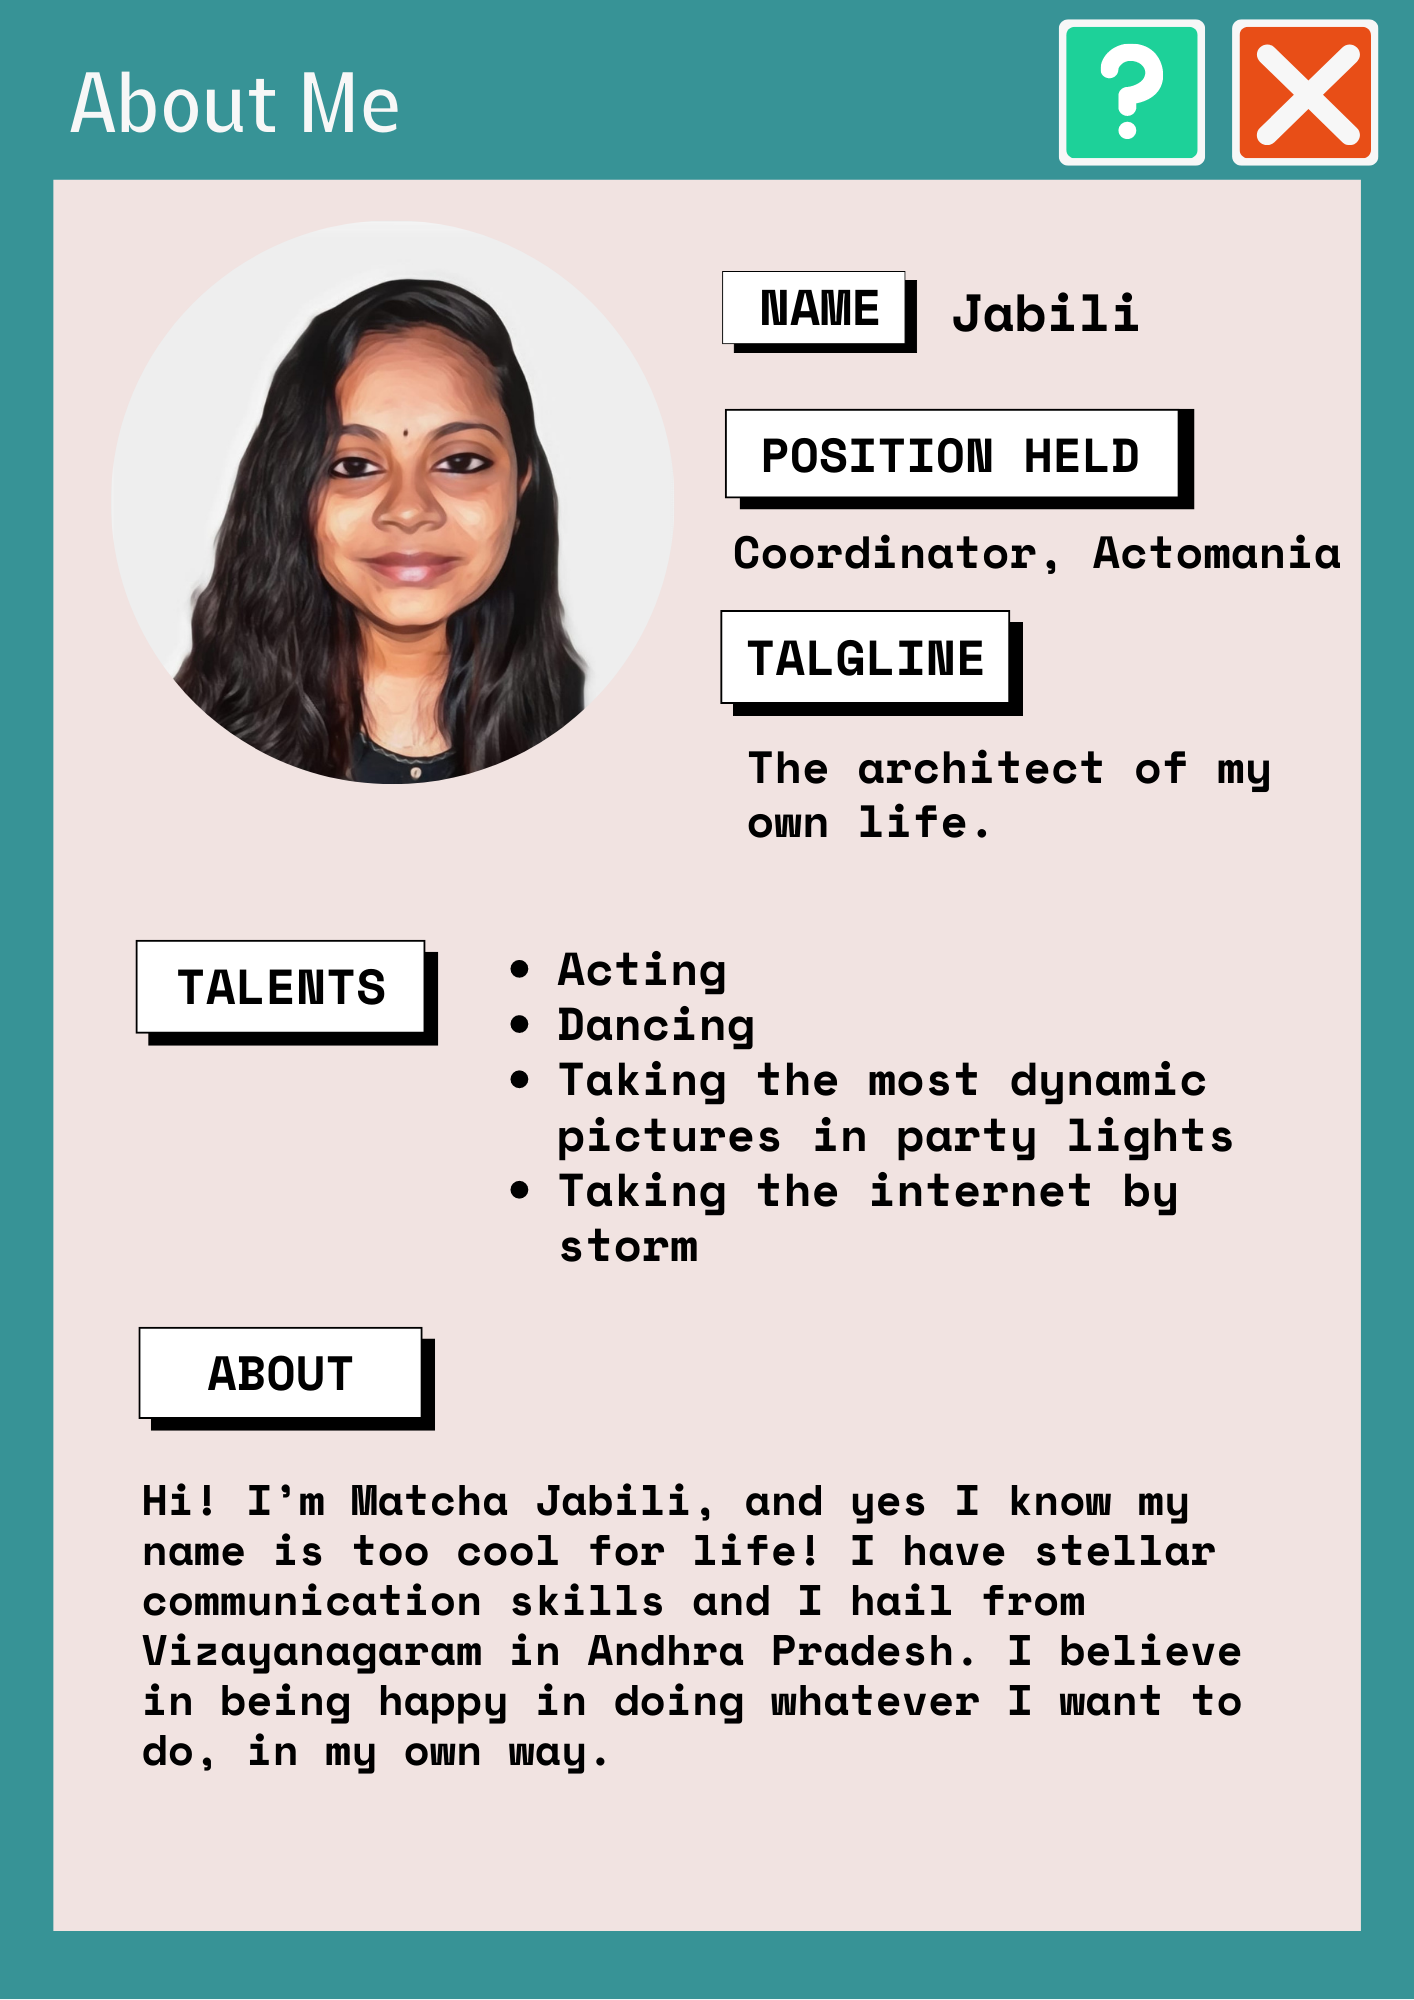 About Me
?
NAME
Jabili
POSITION HELD
Coordinator, Actomania
TALGLINE
The architect of my
own life.
TALENTS
• Acting
• Dancing
• Taking the most dynamic
pictures in party lights
• Taking the internet by
storm
ABOUT
Hi! I’m Matcha Jabili, and yes I know my
name is too cool for life! I have stellar
communication skills and I hail from
Vizayanagaram in Andhra Pradesh. I believe
in being happy in doing whatever I want to
do, in my own way.